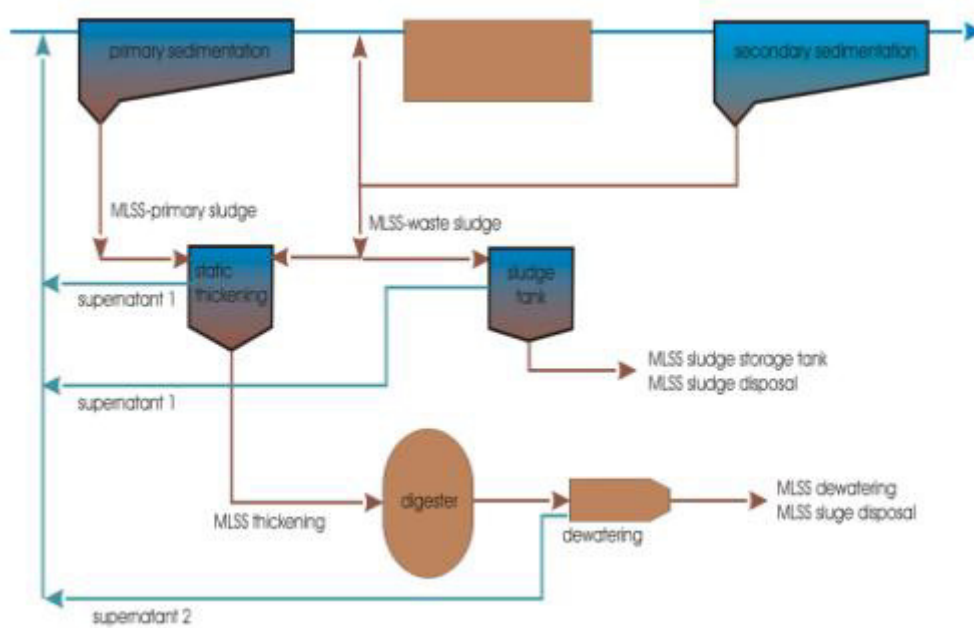 primary sedimentation
secondary sedimentation
MLSS-primary sludge
MLSS-waste sludge
static
thickening
sludge
tank
supernatant 1
MLSS sludge storage tank
MLSS sludge disposal
supernatant 1
digester
MLSS thickening
dewatering
MLSS dewatering
MLSS sluge disposal
supernatant 2